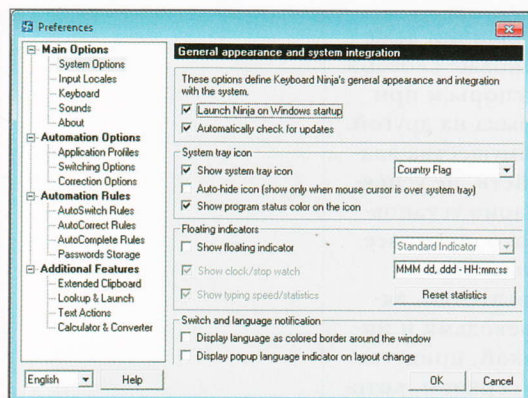 Preferences
Main Options
System Options
Input Locales
Keyboard
Sounds
About
Automation Options
Application Profiles
Switching Options
Correction Options
Automation Rules
AutoSwitch Rules
AutoCorrect Rules
AutoComplete Rules
Passwords Storage
Additional Features
Extended Clipboard
Lookup & Launch
Text Actions
Calculator & Converter
General appearance and system integration
These options define Keyboard Ninja's general appearance and integration
with the system.
Launch Ninja on Windows startup
Automatically check for updates
System tray icon
Show system tray icon
Country Flag
Auto-hide icon (show only when mouse cursor is over system tray)
Show program status color on the icon
Floating indicators
Show floating indicator
Standard Indicator
Show clock/stop watch
MMM dd, ddd - HH:mm:ss
Show typing speed/statistics
Reset statistics
Switch and language notification
Display language as colored border around the window
Display popup language indicator on layout change
English
Help
OK
Cancel